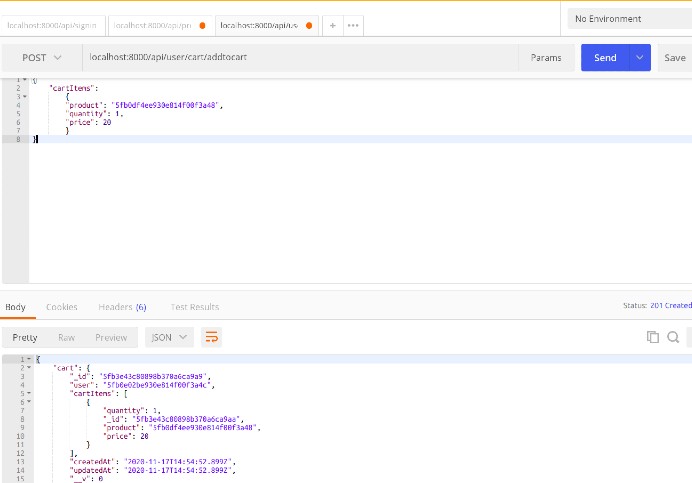 localhost:8000/api/signin
localhost:8000/api/pri
localhost:8000/api/us
+
•••
No Environment
POST
localhost:8000/api/user/cart/addtocart
Params
Send
Save
1 {
2 "cartItems":
3 {
4 "product": "5fb0df4ee930e814f00f3a48",
5 "quantity": 1,
6 "price": 20
7 }
8 }
Body
Cookies
Headers (6)
Test Results
Status: 201 Created
Pretty
Raw
Preview
JSON
1 {
2 "cart": {
3 "_id": "5fb3e43c80898b370a6ca9a9",
4 "user": "5fb0e02be930e814f00f3a4c",
5 "cartItems": [
6 {
7 "quantity": 1,
8 "_id": "5fb3e43c80898b370a6ca9aa",
9 "product": "5fb0df4ee930e814f00f3a48",
10 "price": 20
11 }
12 ],
13 "createdAt": "2020-11-17T14:54:52.899Z",
14 "updatedAt": "2020-11-17T14:54:52.899Z",
15 "__v": 0